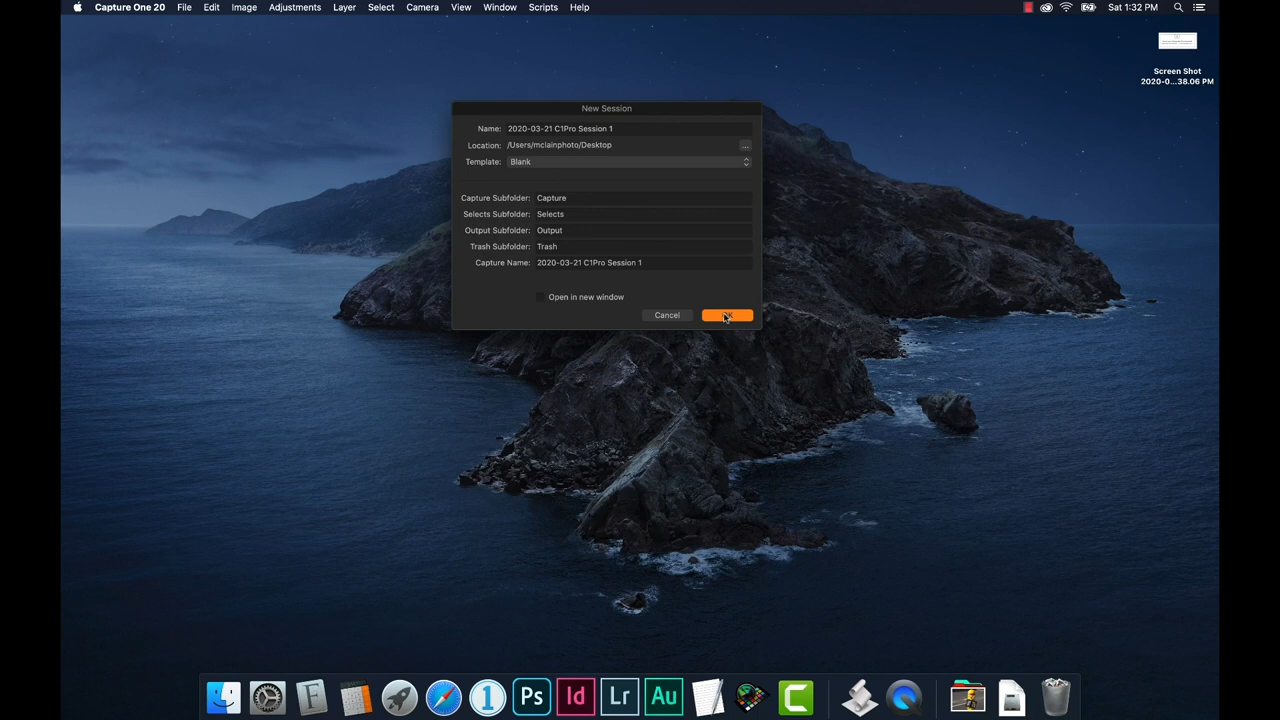 Capture One 20 File Edit Image Adjustments Layer Select Camera View Window Scripts Help Sat 1:32 PM
Screen Shot
2020-0...38.06 PM
New Session
Name: 2020-03-21 C1Pro Session 1
Location: /Users/mclainphoto/Desktop ...
Template: Blank
Capture Subfolder: Capture
Selects Subfolder: Selects
Output Subfolder: Output
Trash Subfolder: Trash
Capture Name: 2020-03-21 C1Pro Session 1
Open in new window
Cancel
F 1 Ps Id Lr Au C